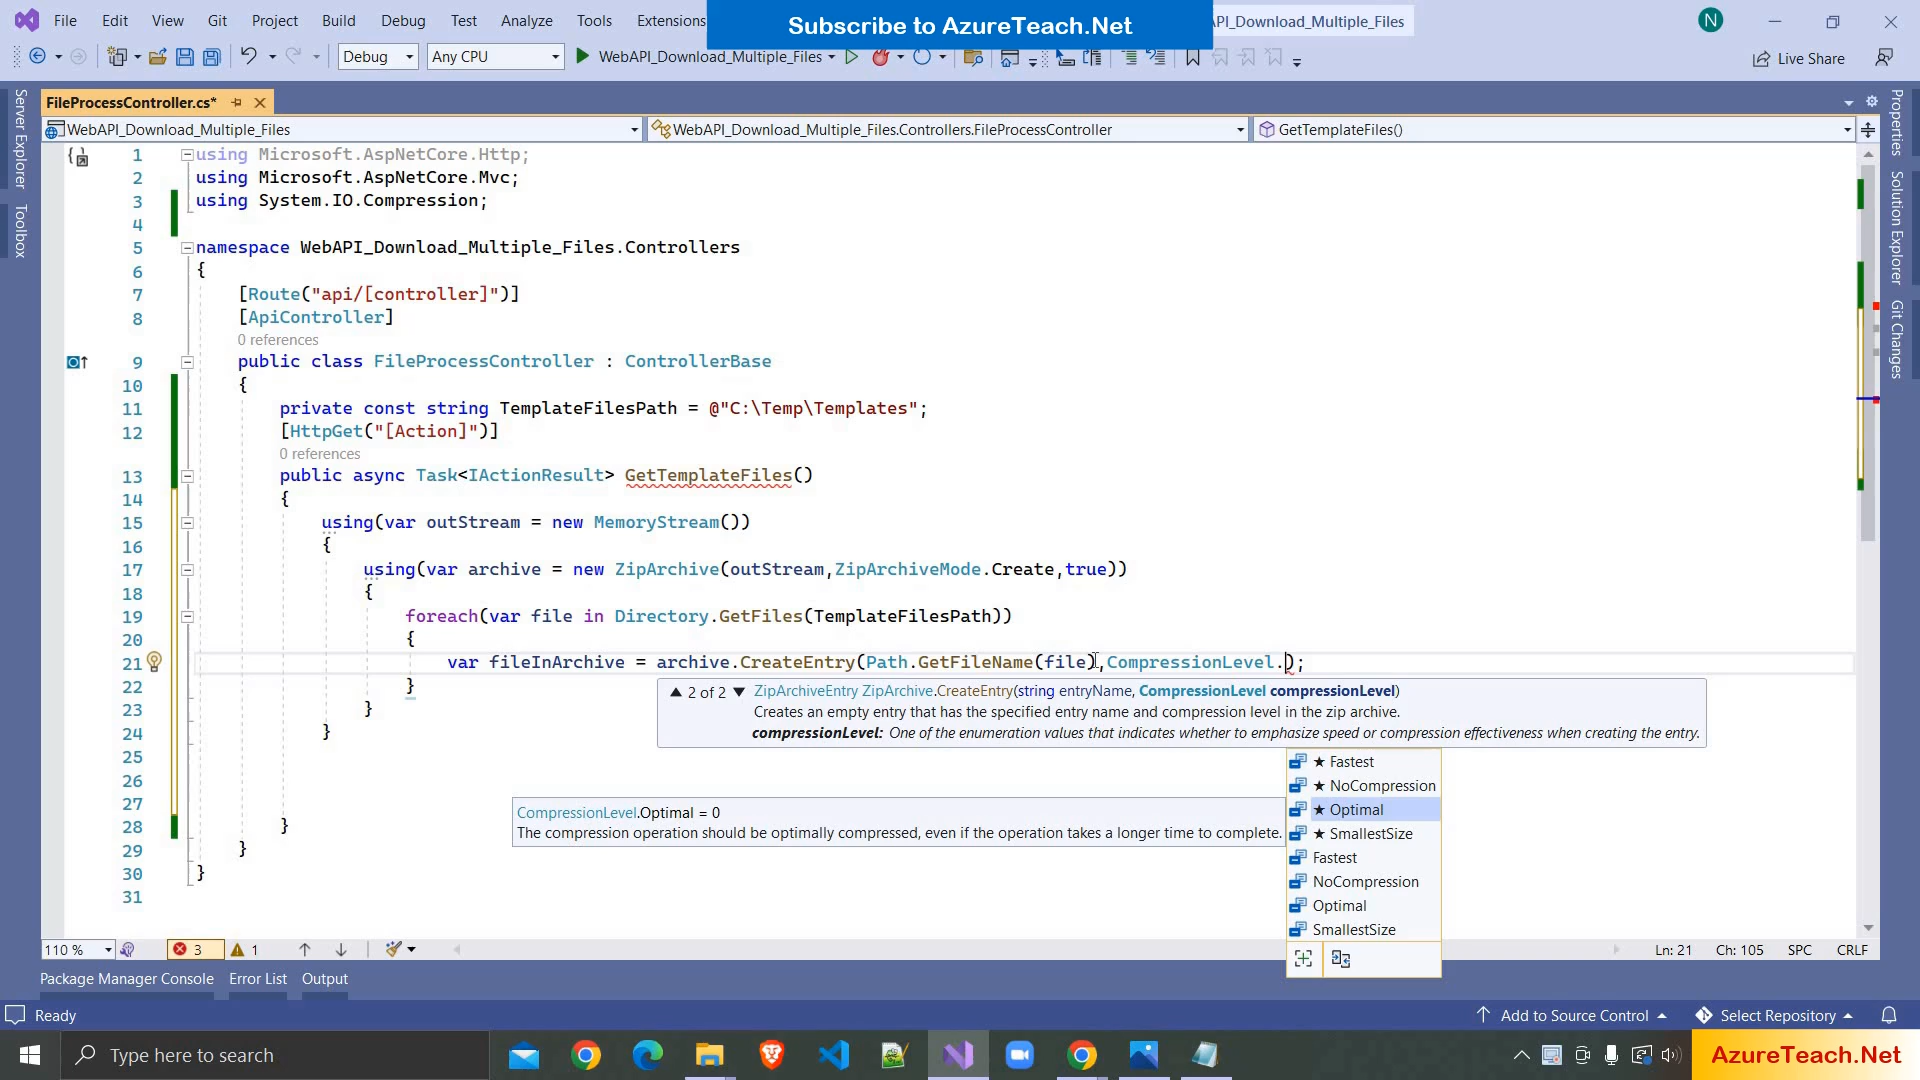 File Edit View Git Project Build Debug Test Analyze Tools Extensions
Subscribe to AzureTeach.Net
PI_Download_Multiple_Files
N
Debug Any CPU WebAPI_Download_Multiple_Files Live Share
FileProcessController.cs*
WebAPI_Download_Multiple_Files WebAPI_Download_Multiple_Files.Controllers.FileProcessController GetTemplateFiles()
Server Explorer
Toolbox
Properties
Solution Explorer
Git Changes
1 using Microsoft.AspNetCore.Http;
2 using Microsoft.AspNetCore.Mvc;
3 using System.IO.Compression;
4
5 namespace WebAPI_Download_Multiple_Files.Controllers
6 {
7 [Route("api/[controller]")]
8 [ApiController]
0 references
9 public class FileProcessController : ControllerBase
10 {
11 private const string TemplateFilesPath = @"C:\Temp\Templates";
12 [HttpGet("[Action]")]
0 references
13 public async Task<IActionResult> GetTemplateFiles()
14 {
15 using(var outStream = new MemoryStream())
16 {
17 using(var archive = new ZipArchive(outStream,ZipArchiveMode.Create,true))
18 {
19 foreach(var file in Directory.GetFiles(TemplateFilesPath))
20 {
21 var fileInArchive = archive.CreateEntry(Path.GetFileName(file),CompressionLevel.);
22 }
23 }
24 }
25
26
27
28 }
29 }
30 }
31
▲ 2 of 2 ▼ ZipArchiveEntry ZipArchive.CreateEntry(string entryName, CompressionLevel compressionLevel)
Creates an empty entry that has the specified entry name and compression level in the zip archive.
compressionLevel: One of the enumeration values that indicates whether to emphasize speed or compression effectiveness when creating the entry.
★ Fastest
★ NoCompression
★ Optimal
★ SmallestSize
Fastest
NoCompression
Optimal
SmallestSize
CompressionLevel.Optimal = 0
The compression operation should be optimally compressed, even if the operation takes a longer time to complete.
110 % 3 1 Ln: 21 Ch: 105 SPC CRLF
Package Manager Console Error List Output
Ready Add to Source Control Select Repository
Type here to search
AzureTeach.Net